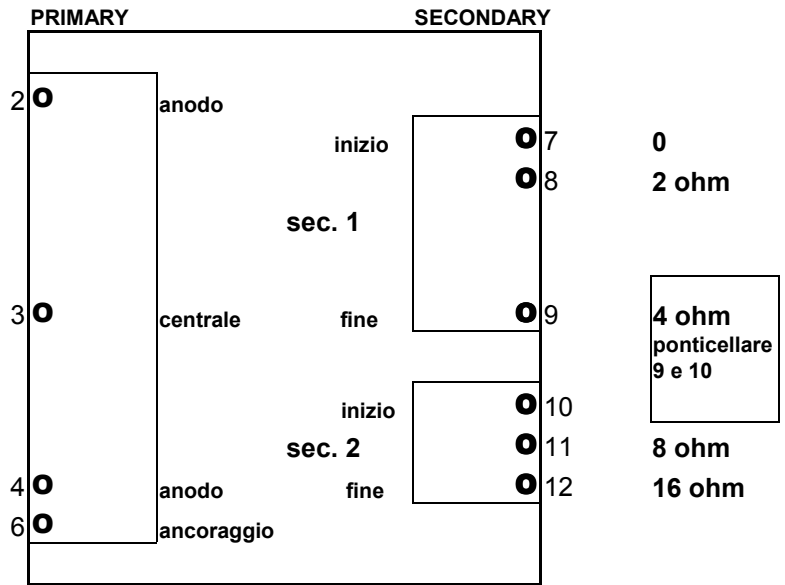 PRIMARY SECONDARY
2 O anodo
inizio O 7 0
O 8 2 ohm
sec. 1
3 O centrale fine O 9 4 ohm
ponticellare
9 e 10
inizio O 10
sec. 2 O 11 8 ohm
4 O anodo fine O 12 16 ohm
6 O ancoraggio